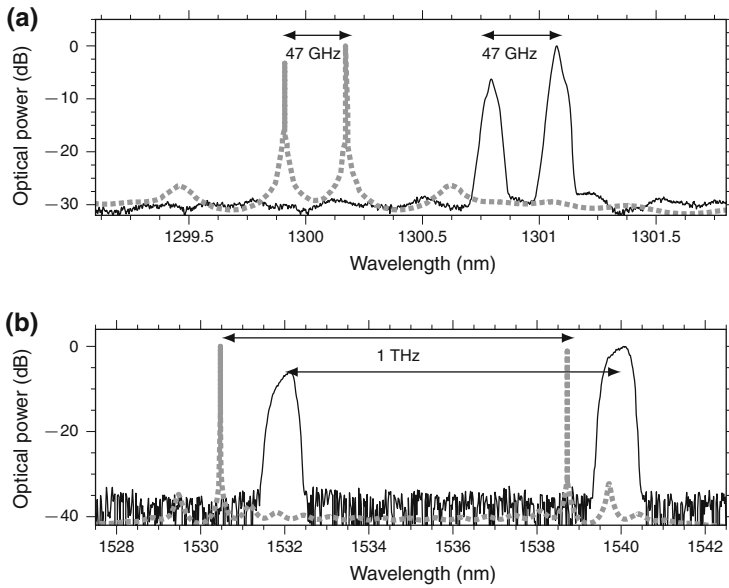 (a)
0
−10
−20
−30
Optical power (dB)
47 GHz
47 GHz
1299.5
1300
1300.5
1301
1301.5
Wavelength (nm)
(b)
0
−20
−40
Optical power (dB)
1 THz
1528
1530
1532
1534
1536
1538
1540
1542
Wavelength (nm)